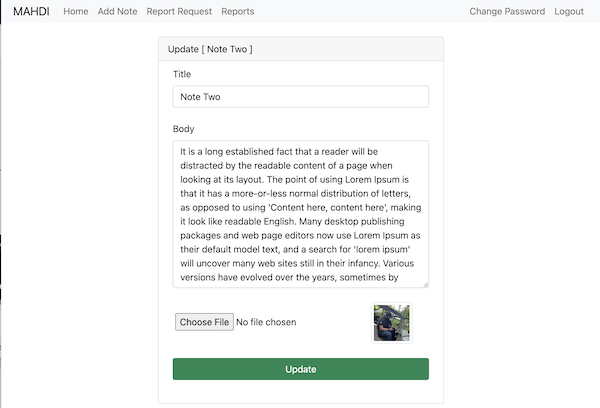 MAHDI Home Add Note Report Request Reports Change Password Logout
Update [ Note Two ]
Title
Note Two
Body
It is a long established fact that a reader will be
distracted by the readable content of a page when
looking at its layout. The point of using Lorem Ipsum is
that it has a more-or-less normal distribution of letters,
as opposed to using 'Content here, content here', making
it look like readable English. Many desktop publishing
packages and web page editors now use Lorem Ipsum as
their default model text, and a search for 'lorem ipsum'
will uncover many web sites still in their infancy. Various
versions have evolved over the years, sometimes by
Choose File No file chosen
Update